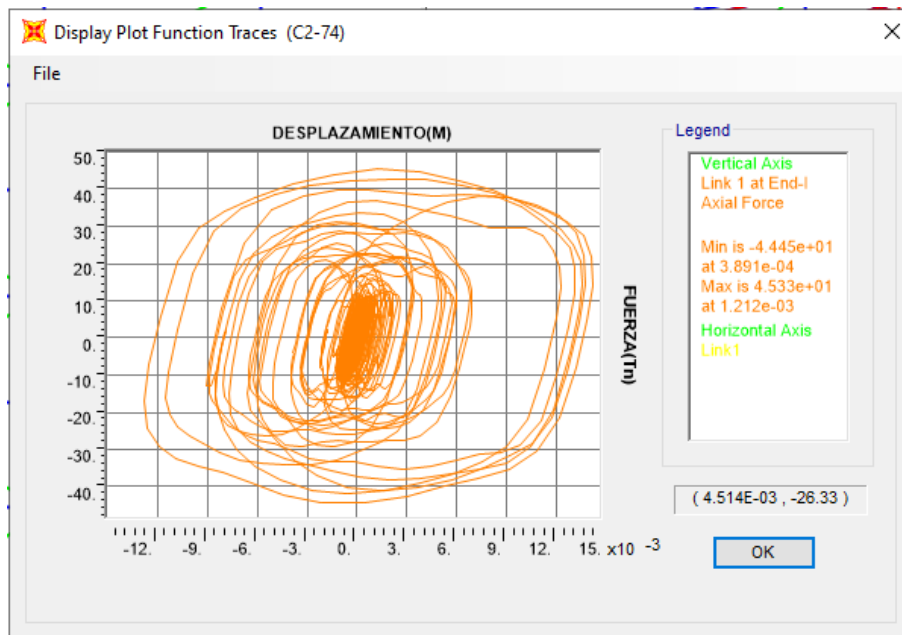 Display Plot Function Traces (C2-74)
File
DESPLAZAMIENTO(M)
50.
40.
30.
20.
10.
0.
-10.
-20.
-30.
-40.
-12. -9. -6. -3. 0. 3. 6. 9. 12. 15. x10 -3
FUERZA(Tn)
Legend
Vertical Axis
Link 1 at End-I
Axial Force
Min is -4.445e+01
at 3.891e-04
Max is 4.533e+01
at 1.212e-03
Horizontal Axis
Link1
( 4.514E-03 , -26.33 )
OK